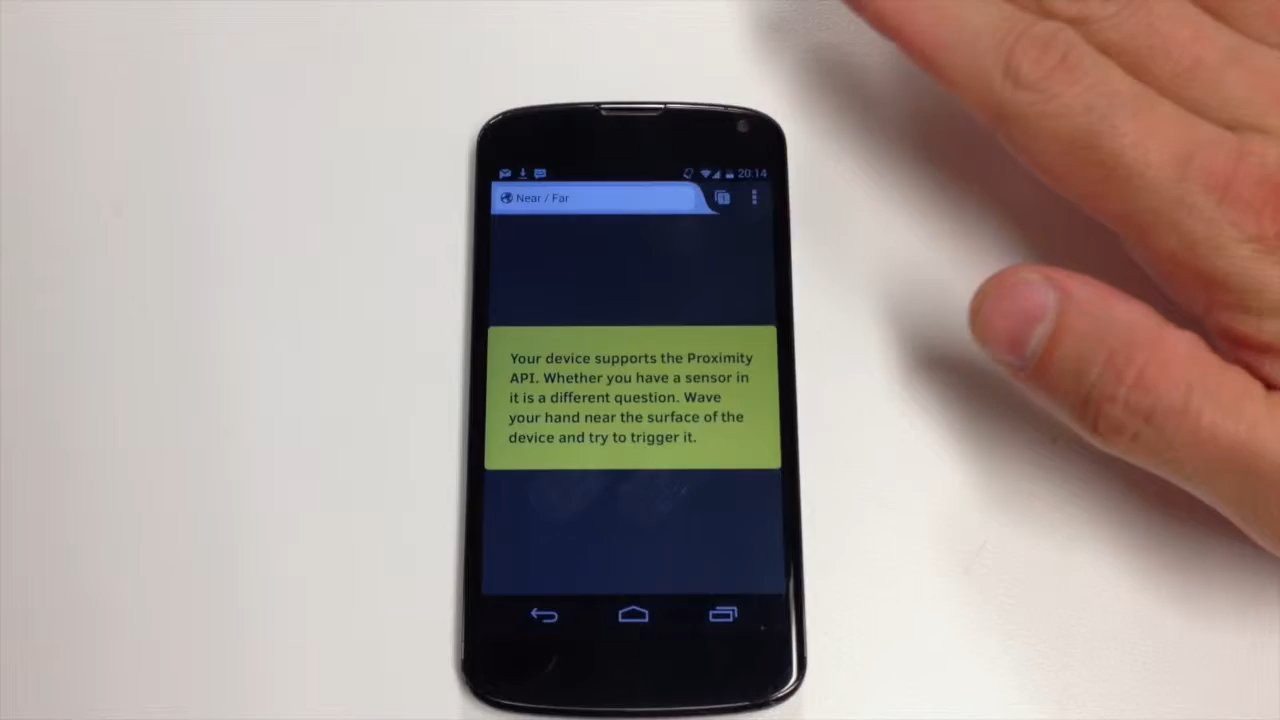 20:14
Near / Far
Your device supports the Proximity
API. Whether you have a sensor in
it is a different question. Wave
your hand near the surface of the
device and try to trigger it.